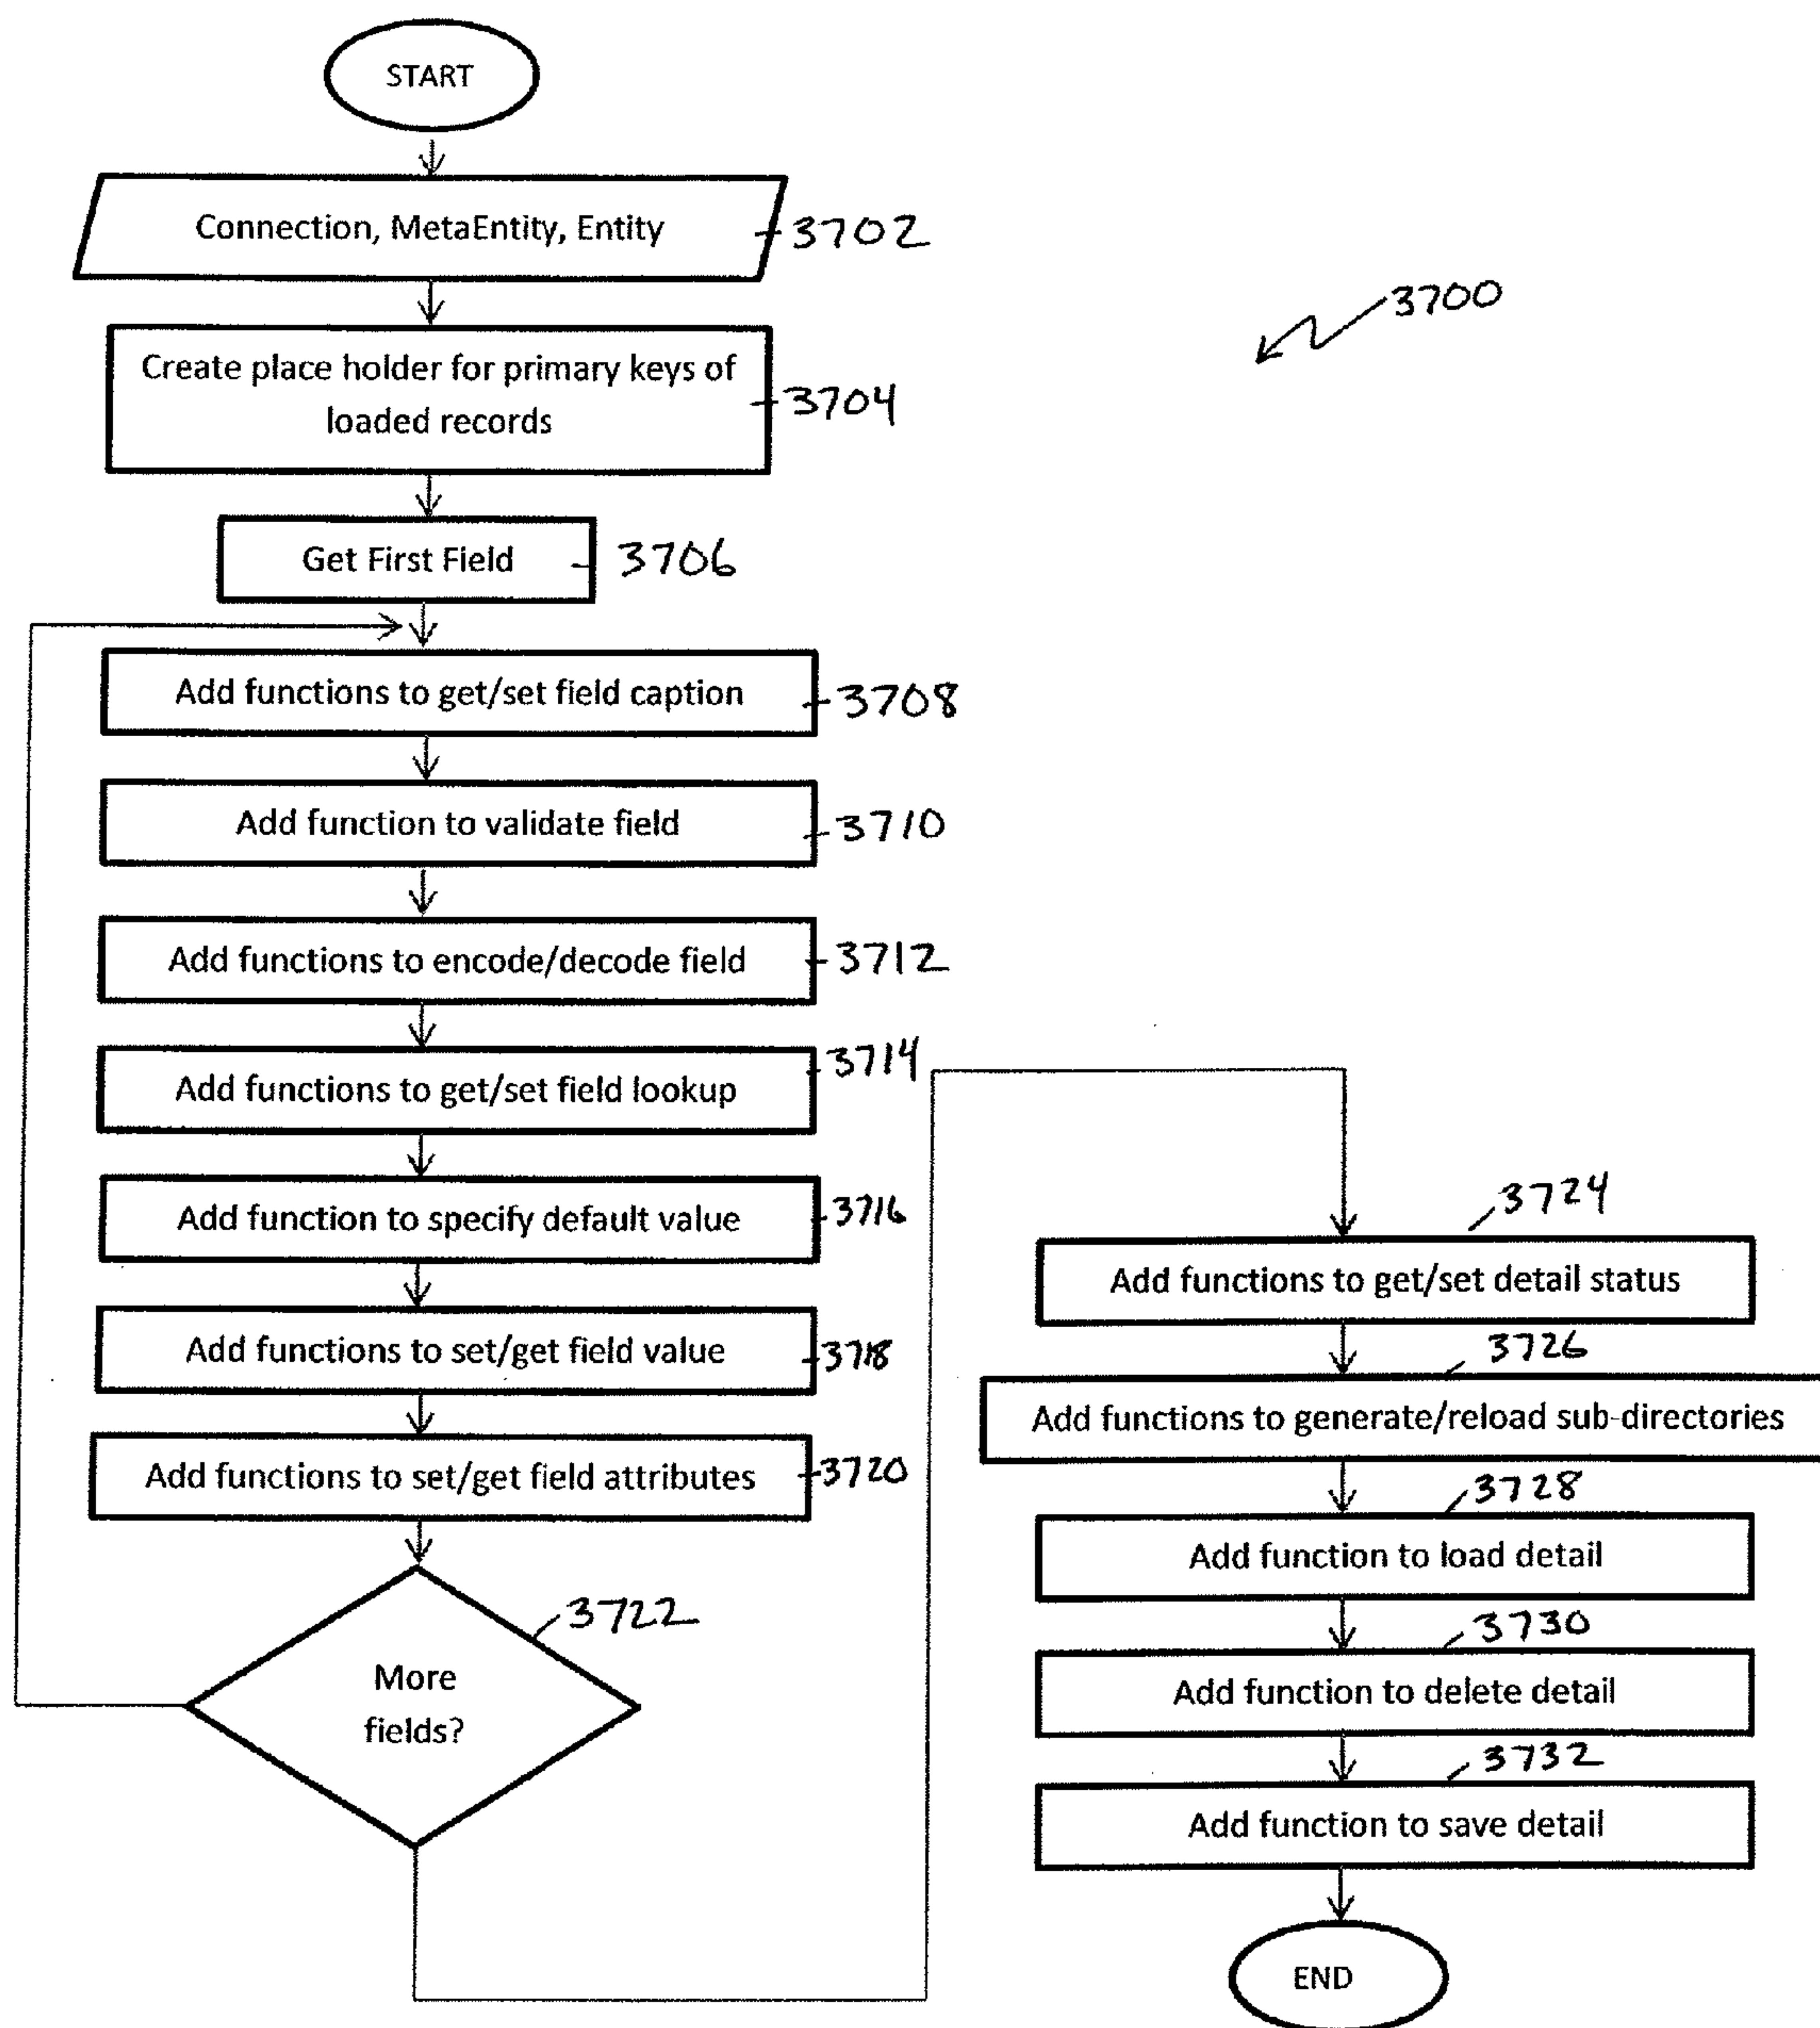 START
Connection, MetaEntity, Entity
3702
3700
Create place holder for primary keys of
loaded records
3704
Get First Field
3706
Add functions to get/set field caption
3708
Add function to validate field
3710
Add functions to encode/decode field
3712
Add functions to get/set field lookup
3714
Add function to specify default value
3716
Add functions to set/get field value
3718
Add functions to set/get field attributes
3720
More
fields?
3722
3724
Add functions to get/set detail status
3726
Add functions to generate/reload sub-directories
3728
Add function to load detail
3730
Add function to delete detail
3732
Add function to save detail
END